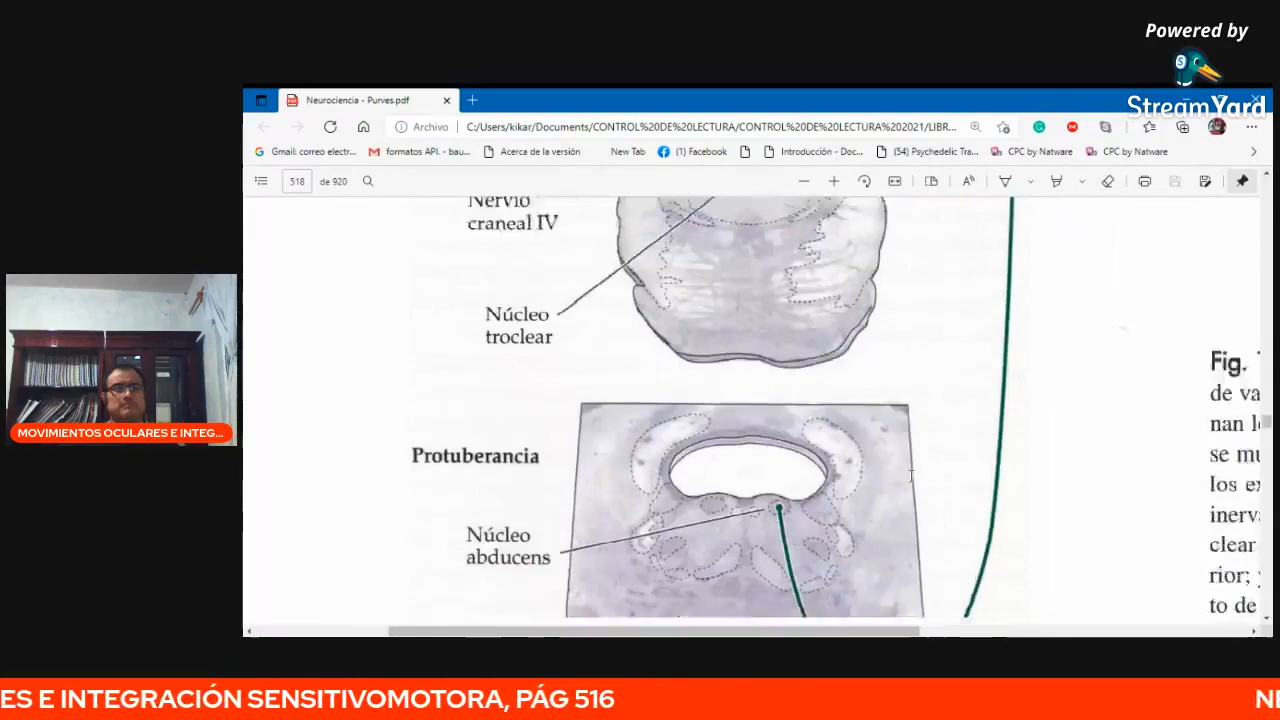 Powered by
StreamYard
Neurociencia - Purves.pdf
Archivo
C:/Users/kikar/Documents/CONTROL%20DE%20LECTURA/CONTROL%20DE%20LECTURA%202021/LIBR...
Gmail: correo electr...
formatos API. - bau...
Acerca de la versión
New Tab
(1) Facebook
Introducción - Doc...
(54) Psychedelic Tra...
CPC by Natware
CPC by Natware
518
de 920
Nervio
craneal IV
Núcleo
troclear
Protuberancia
Núcleo
abducens
Fig.
de va
nan l
se mu
los ex
inerv
clear
rior;
to de
MOVIMIENTOS OCULARES E INTEG...
ES E INTEGRACIÓN SENSITIVOMOTORA, PÁG 516
NE